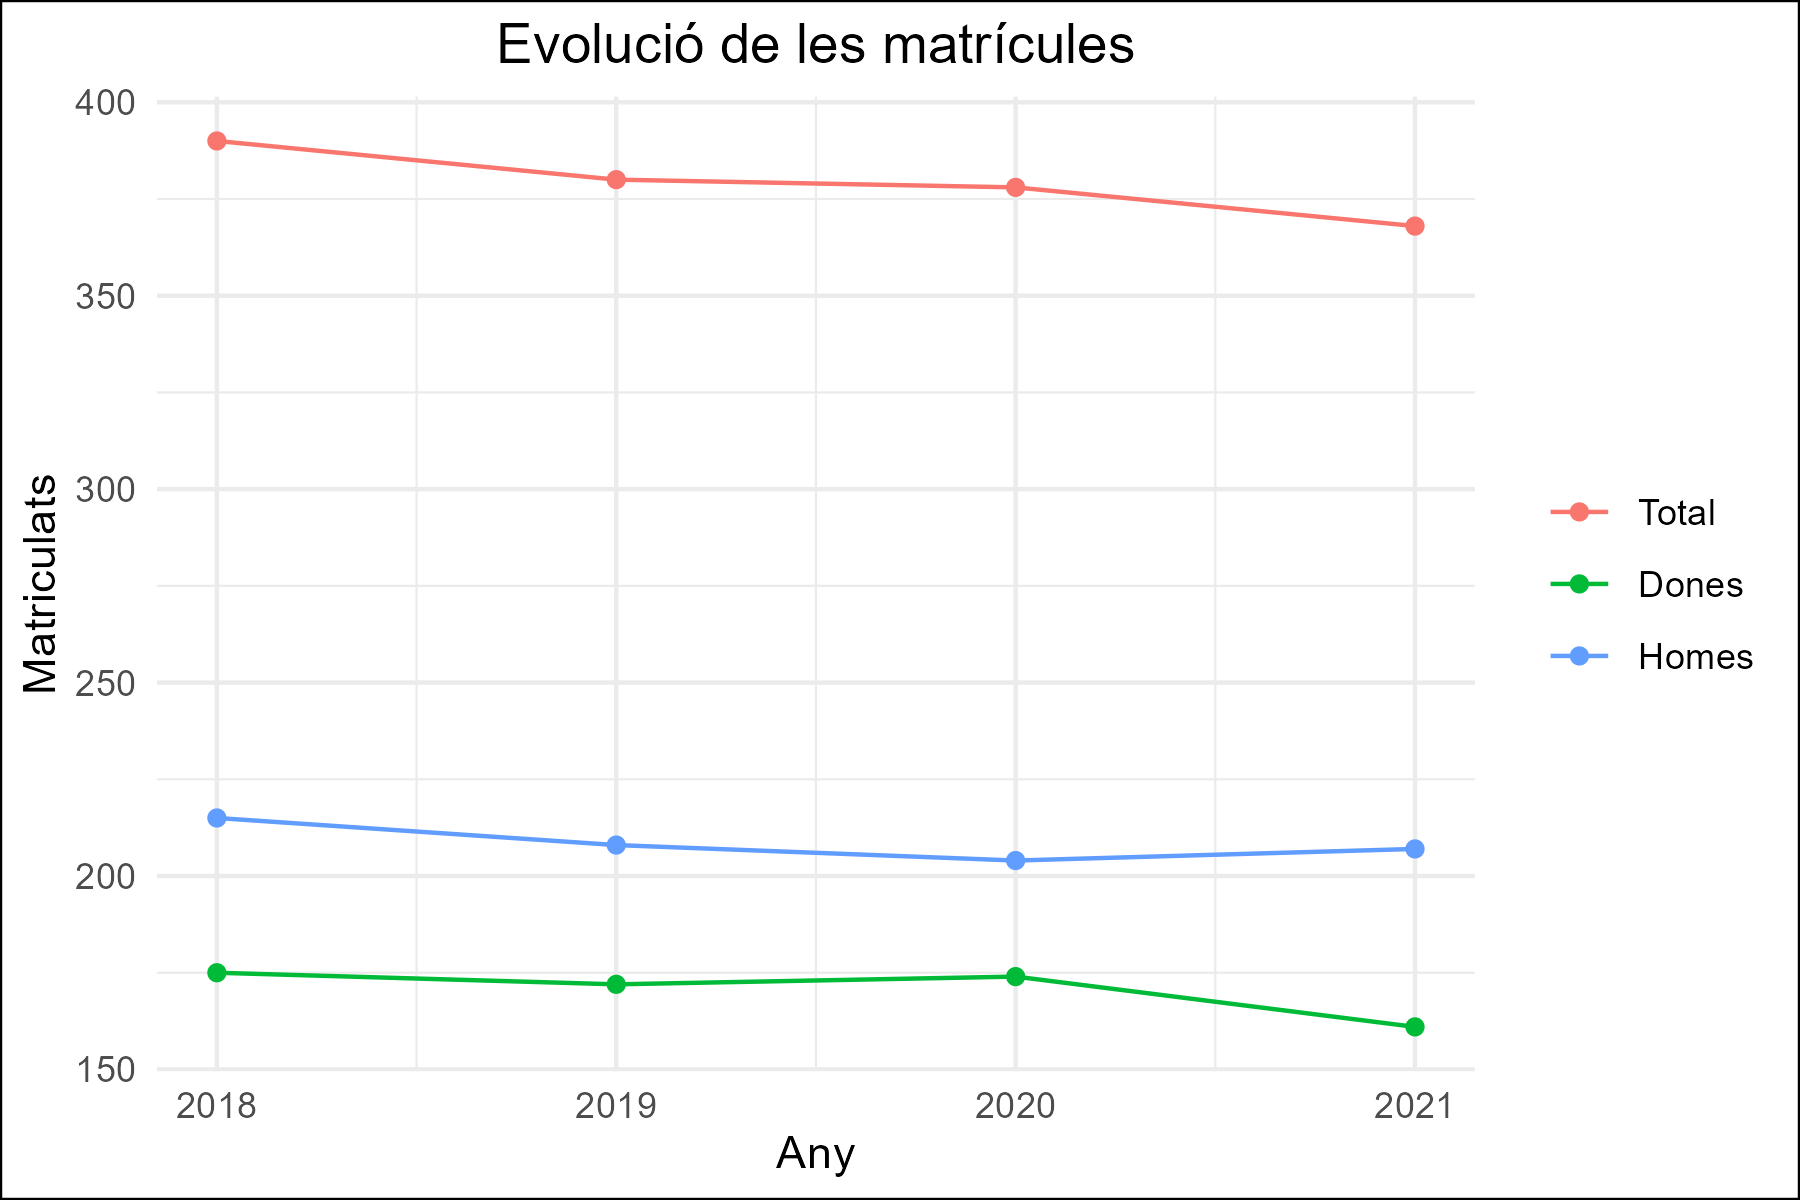 Evolució de les matrícules
400
350
300
250
200
150
Matriculats
2018
2019
2020
2021
Any
Total
Dones
Homes